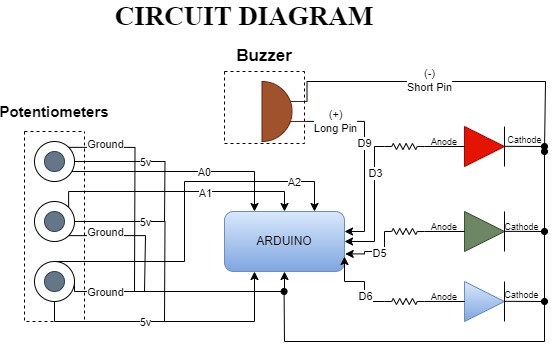 CIRCUIT DIAGRAM
Buzzer
(-)
Short Pin
Potentiometers
(+)
Long Pin
Ground
D9
Anode
Cathode
5v
A0
D3
A1
A2
5v
Ground
ARDUINO
D5
Anode
Cathode
Ground
D6
Anode
Cathode
5v